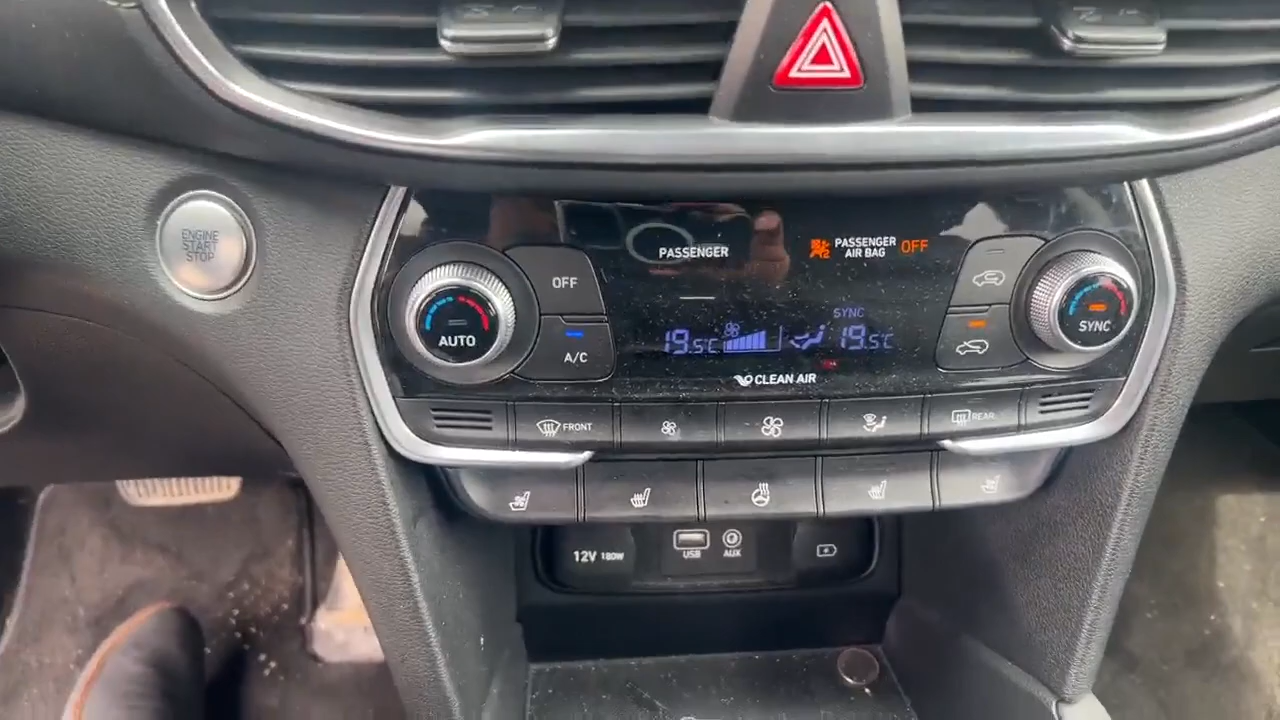 ENGINE
START
STOP
PASSENGER
PASSENGER
AIR BAG
OFF
OFF
AUTO
A/C
SYNC
19.5°C
19.5°C
SYNC
CLEAN AIR
FRONT
REAR
12V 180W
USB
AUX